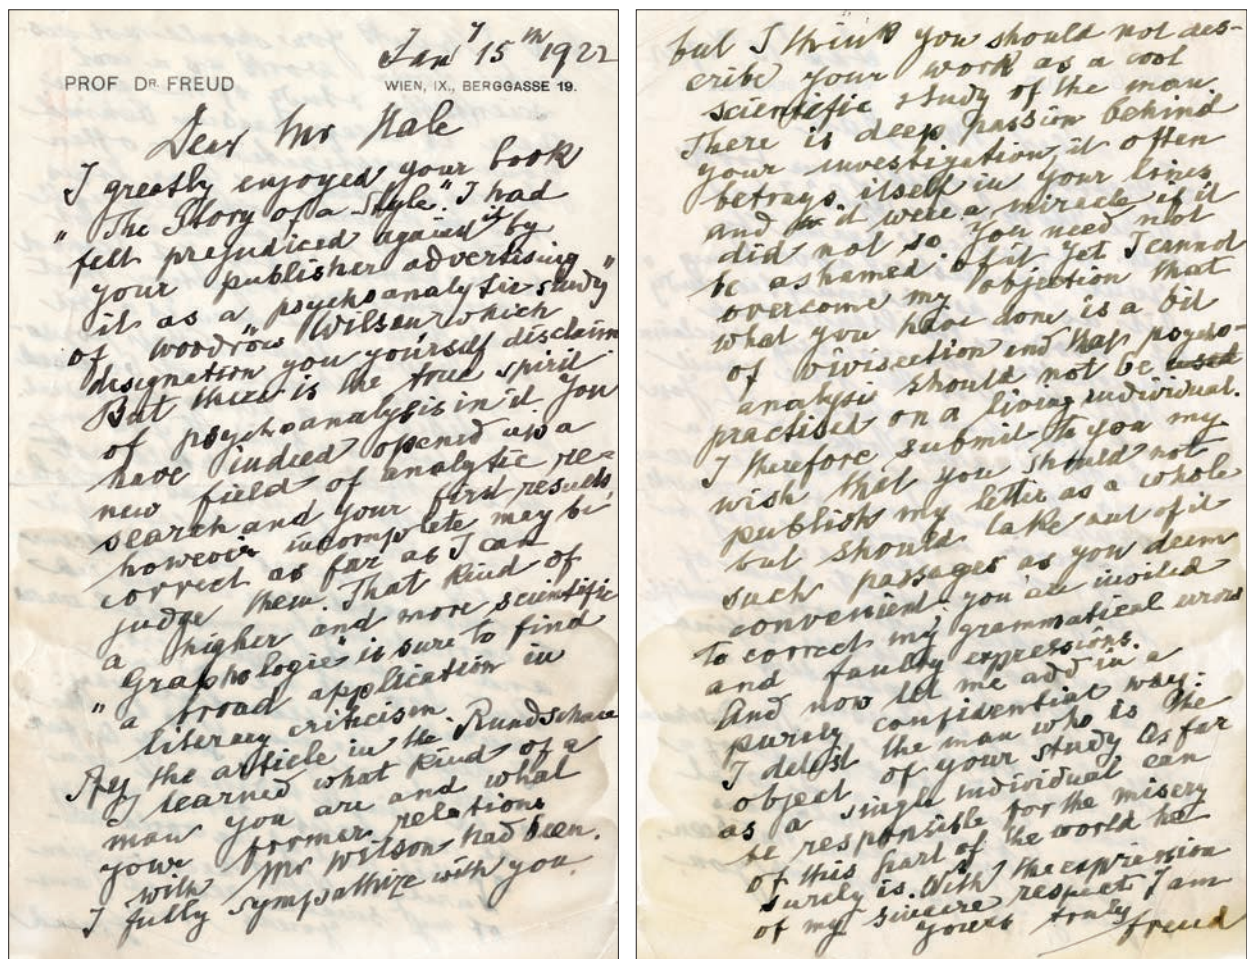 Jany 15th 1922
PROF DR. FREUD WIEN, IX., BERGGASSE 19.
Dear Mr Hale
I greatly enjoyed your book
"The Story of a Style". I had
felt prejudiced against it by
your publisher advertising
it as a psychoanalytic study"
of Woodrow Wilson which
designation you yourself disclaim
But there is the true spirit
of psychoanalysis in it. You
have indeed opened up a
new field of analytic re-
search and your first results,
however incomplete may be
correct as far as I can
judge them. That kind of
a higher and more scientific
"Graphologie" is sure to find
a broad application in
literary criticism.
By the article in the Rundschau
I learned what kind of a
man you are and what
your former relations
with Mr Wilson had been.
I fully sympathize with you,
but I think you should not des-
cribe your work as a cool
scientific study of the man.
There is deep passion behind
your investigation, it often
betrays itself in your lines
and it were a miracle if it
did not so. You need not
be ashamed of it. Yet I cannot
overcome my objection that
what you have done is a bit
of vivisection and that psycho-
analysis should not be used
practised on a living individual.
I therefore submit to you my
wish that you should not
publish my letter as a whole
but should take out of it
such passages as you deem
convenient. you are invited
to correct my grammatical errors
and faulty expressions.
And now let me add in a
purely confidential way:
I detest the man who is the
object of your study As far
as a single individual can
be responsible for the misery
of this part of the world he
surely is. With the expression
of my sincere respect I am
yours truly
Freud